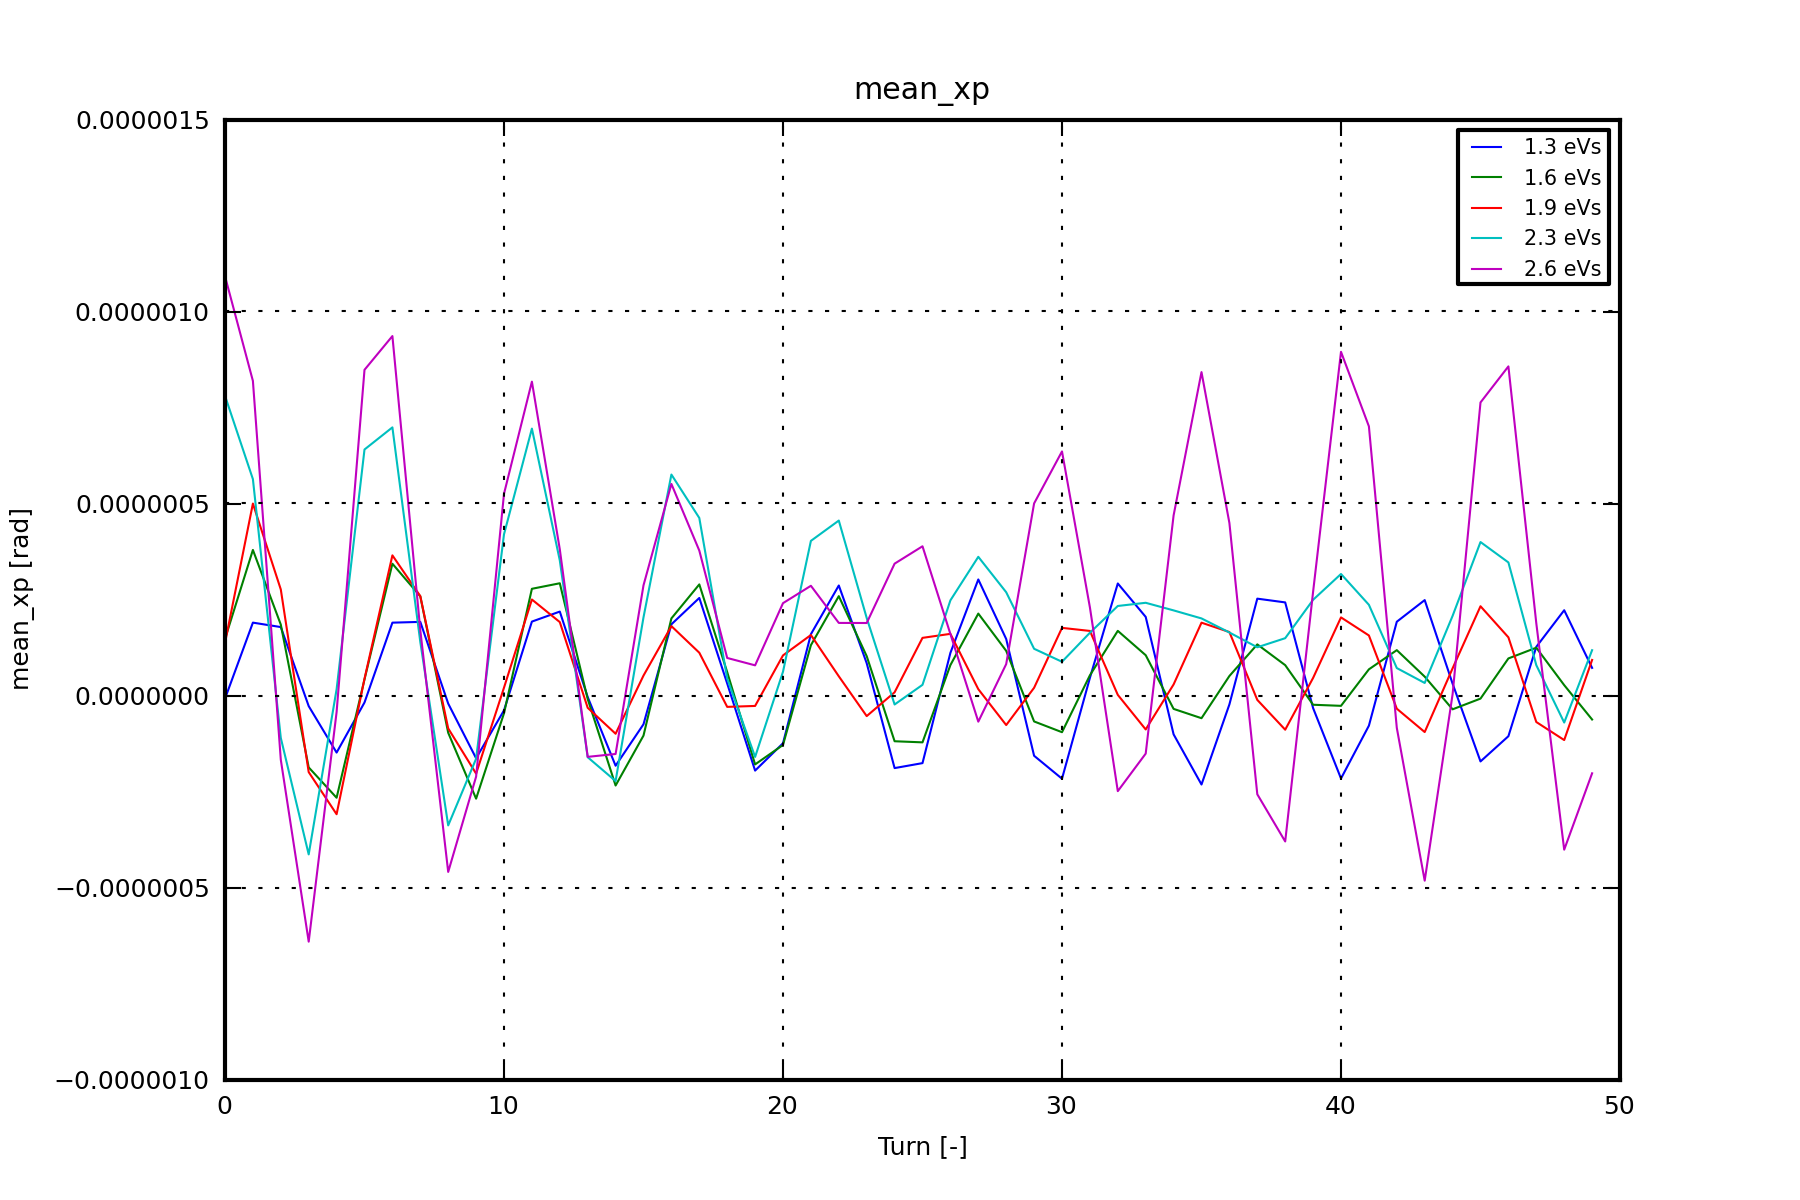 mean_xp
0.0000015
0.0000010
0.0000005
0.0000000
−0.0000005
−0.0000010
mean_xp [rad]
0 10 20 30 40 50
Turn [-]
1.3 eVs
1.6 eVs
1.9 eVs
2.3 eVs
2.6 eVs